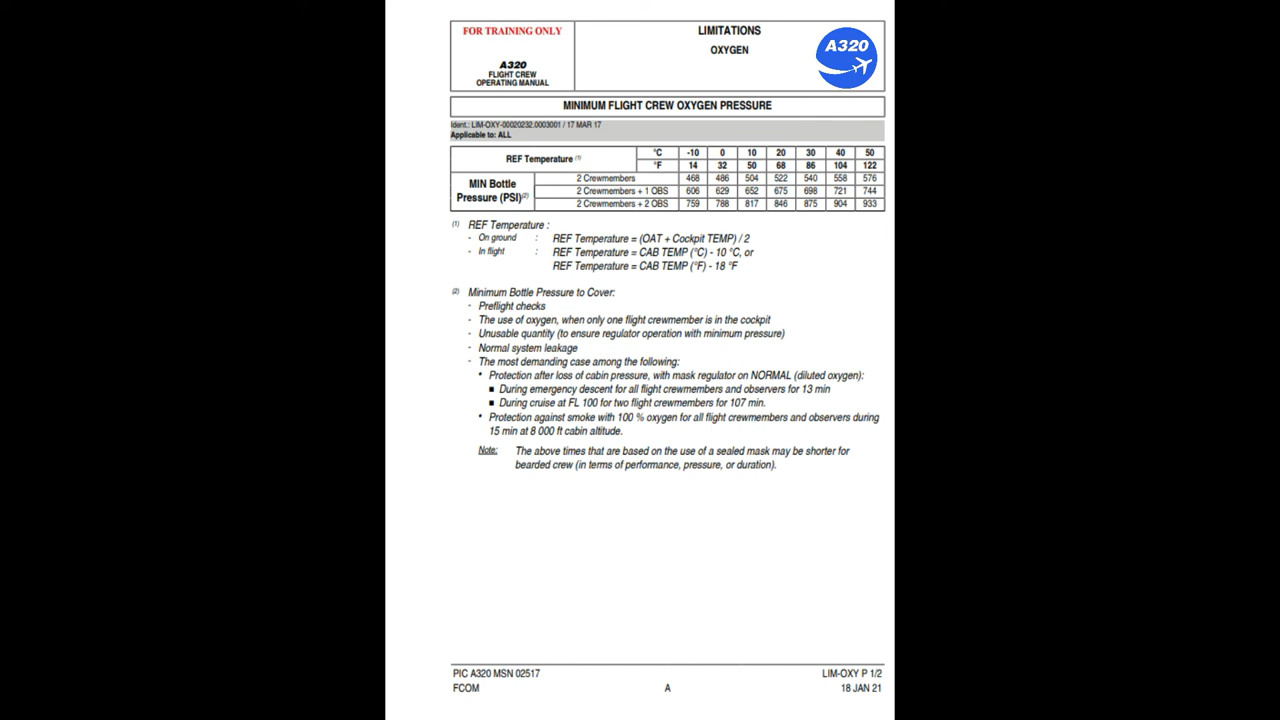 FOR TRAINING ONLY
A320
FLIGHT CREW
OPERATING MANUAL
LIMITATIONS
OXYGEN
A320
MINIMUM FLIGHT CREW OXYGEN PRESSURE
Ident.: LIM-OXY-00020232.0003001 / 17 MAR 17
Applicable to: ALL
REF Temperature (1) °C -10 0 10 20 30 40 50
°F 14 32 50 68 86 104 122
MIN Bottle Pressure (PSI)(2)
2 Crewmembers 468 486 504 522 540 558 576
2 Crewmembers + 1 OBS 606 629 652 675 698 721 744
2 Crewmembers + 2 OBS 759 788 817 846 875 904 933
(1) REF Temperature :
- On ground : REF Temperature = (OAT + Cockpit TEMP) / 2
- In flight : REF Temperature = CAB TEMP (°C) - 10 °C, or
REF Temperature = CAB TEMP (°F) - 18 °F
(2) Minimum Bottle Pressure to Cover:
- Preflight checks
- The use of oxygen, when only one flight crewmember is in the cockpit
- Unusable quantity (to ensure regulator operation with minimum pressure)
- Normal system leakage
- The most demanding case among the following:
• Protection after loss of cabin pressure, with mask regulator on NORMAL (diluted oxygen):
■ During emergency descent for all flight crewmembers and observers for 13 min
■ During cruise at FL 100 for two flight crewmembers for 107 min.
• Protection against smoke with 100 % oxygen for all flight crewmembers and observers during
15 min at 8 000 ft cabin altitude.
Note: The above times that are based on the use of a sealed mask may be shorter for
bearded crew (in terms of performance, pressure, or duration).
PIC A320 MSN 02517 LIM-OXY P 1/2
FCOM A 18 JAN 21